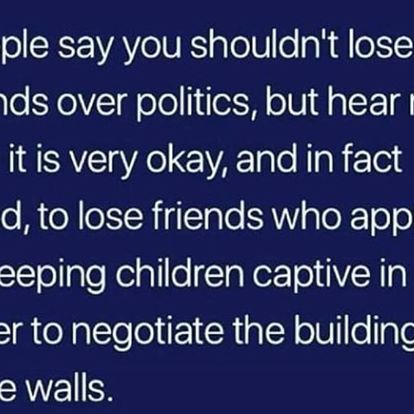 ple say you shouldn't lose
nds over politics, but hear
it is very okay, and in fact
d, to lose friends who app
eeping children captive in
er to negotiate the building
e walls.